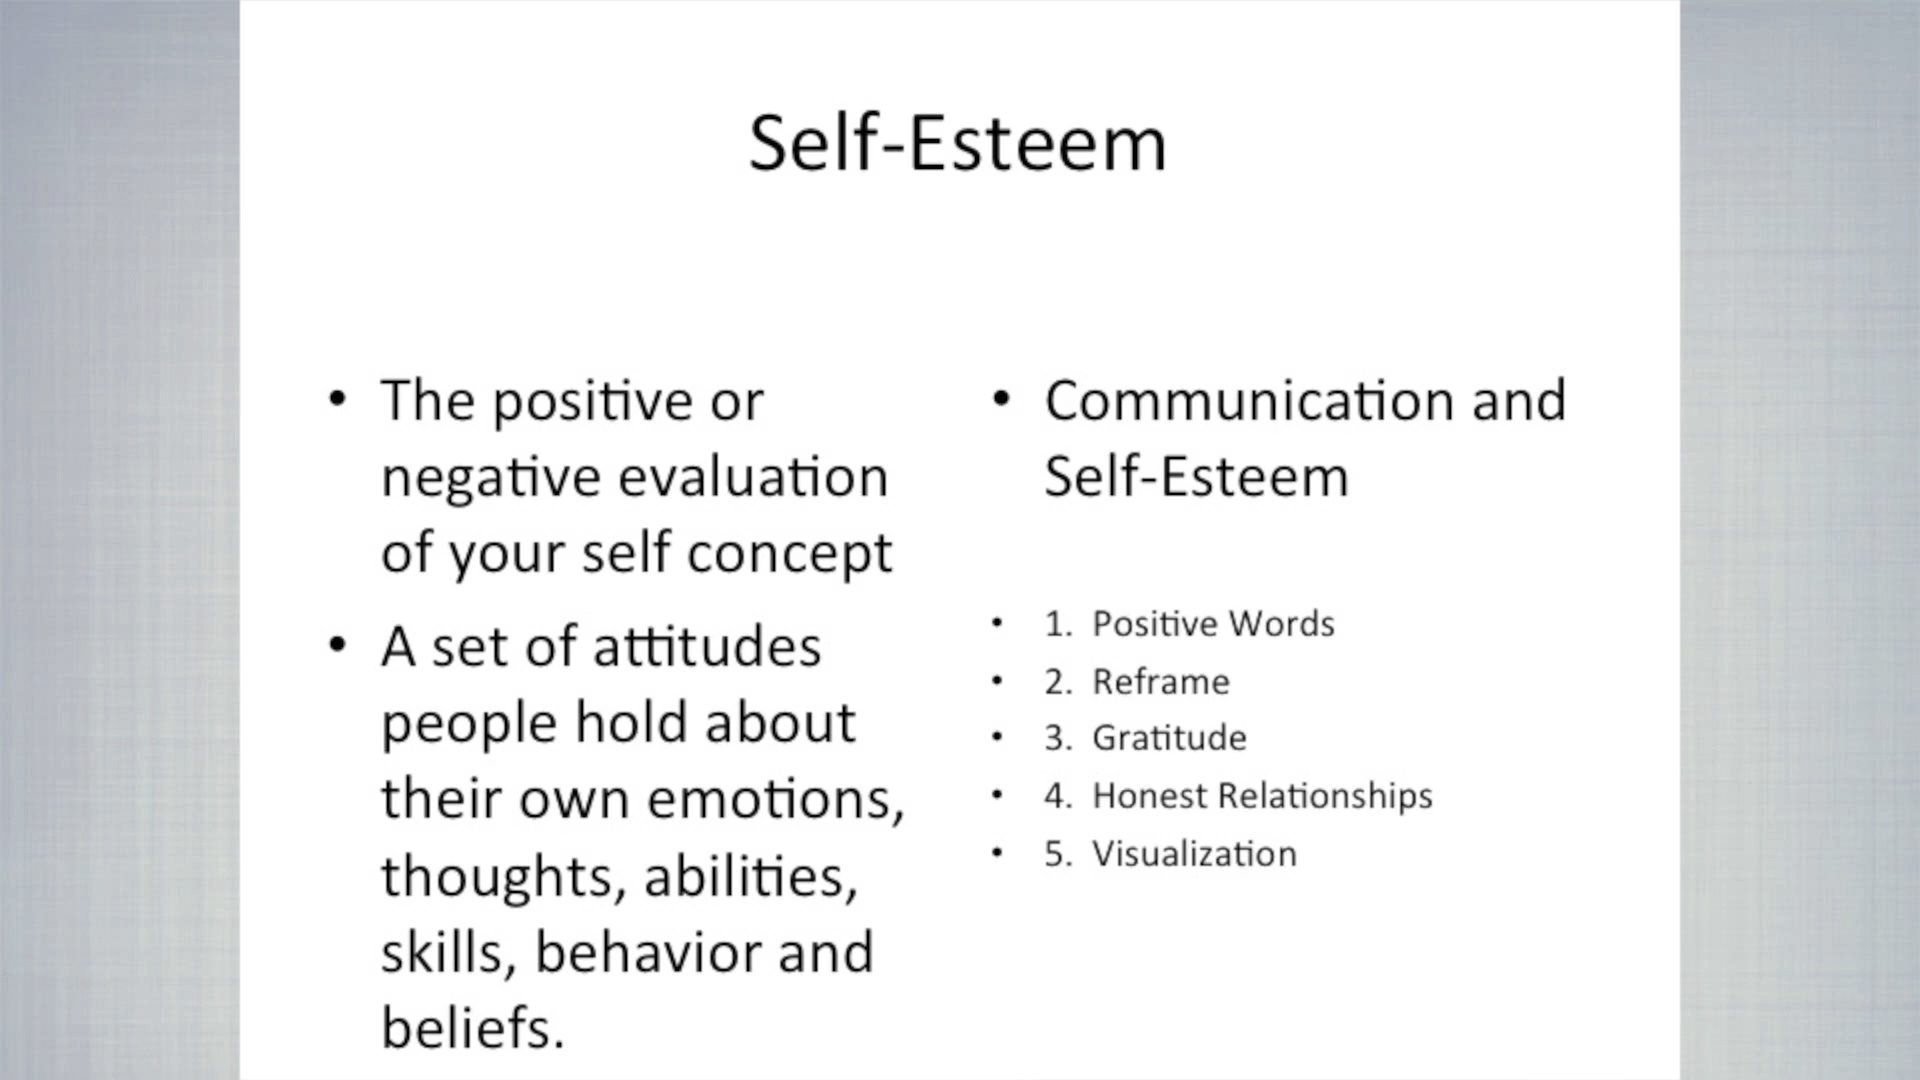 Self-Esteem
• The positive or
negative evaluation
of your self concept
• A set of attitudes
people hold about
their own emotions,
thoughts, abilities,
skills, behavior and
beliefs.
• Communication and
Self-Esteem
• 1. Positive Words
• 2. Reframe
• 3. Gratitude
• 4. Honest Relationships
• 5. Visualization